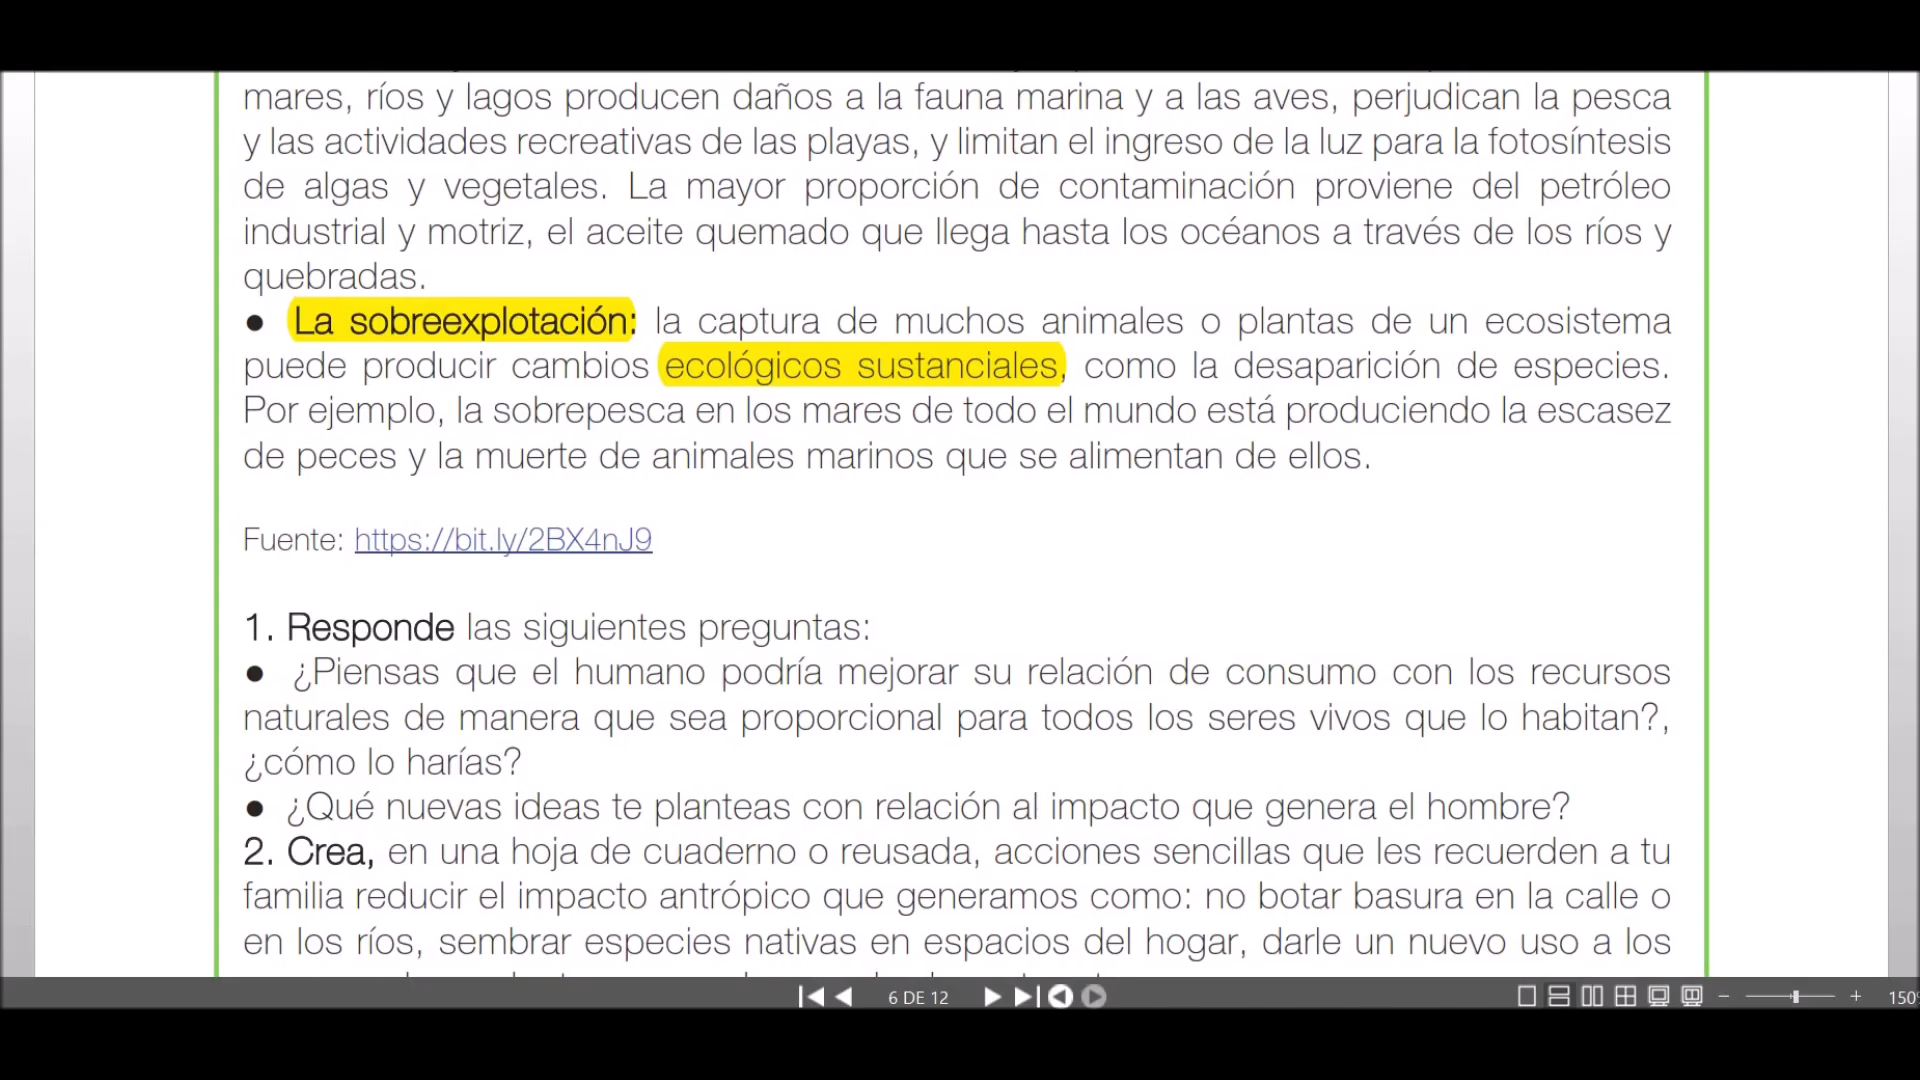 mares, ríos y lagos producen daños a la fauna marina y a las aves, perjudican la pesca
y las actividades recreativas de las playas, y limitan el ingreso de la luz para la fotosíntesis
de algas y vegetales. La mayor proporción de contaminación proviene del petróleo
industrial y motriz, el aceite quemado que llega hasta los océanos a través de los ríos y
quebradas.
● La sobreexplotación: la captura de muchos animales o plantas de un ecosistema
puede producir cambios ecológicos sustanciales, como la desaparición de especies.
Por ejemplo, la sobrepesca en los mares de todo el mundo está produciendo la escasez
de peces y la muerte de animales marinos que se alimentan de ellos.
Fuente: https://bit.ly/2BX4nJ9
1. Responde las siguientes preguntas:
● ¿Piensas que el humano podría mejorar su relación de consumo con los recursos
naturales de manera que sea proporcional para todos los seres vivos que lo habitan?,
¿cómo lo harías?
● ¿Qué nuevas ideas te planteas con relación al impacto que genera el hombre?
2. Crea, en una hoja de cuaderno o reusada, acciones sencillas que les recuerden a tu
familia reducir el impacto antrópico que generamos como: no botar basura en la calle o
en los ríos, sembrar especies nativas en espacios del hogar, darle un nuevo uso a los
6 DE 12
150